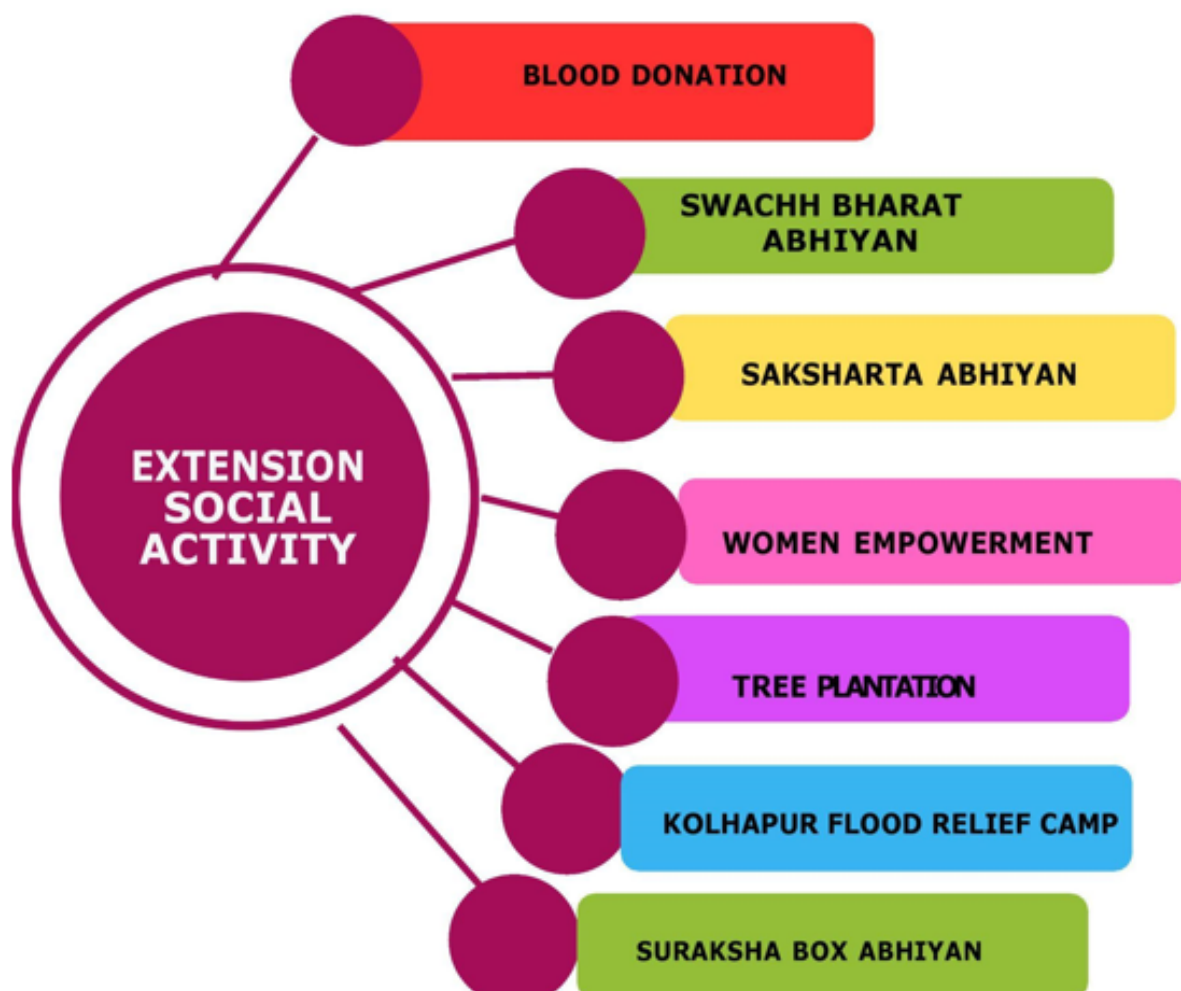 BLOOD DONATION
SWACHH BHARAT
ABHIYAN
SAKSHARTA ABHIYAN
EXTENSION
SOCIAL
ACTIVITY
WOMEN EMPOWERMENT
TREE PLANTATION
KOLHAPUR FLOOD RELIEF CAMP
SURAKSHA BOX ABHIYAN